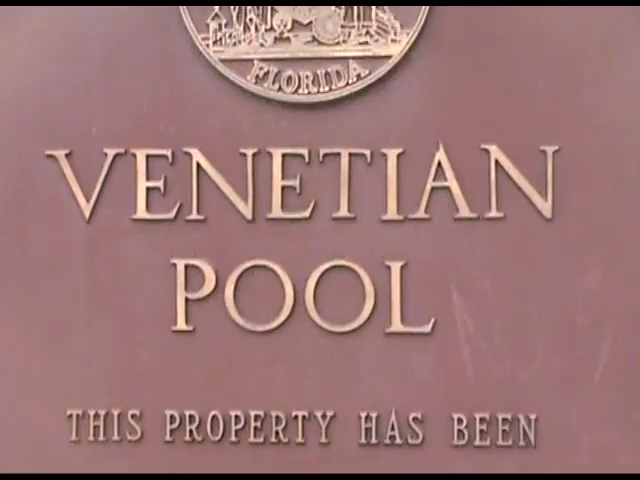 FLORIDA
VENETIAN
POOL
THIS PROPERTY HAS BEEN